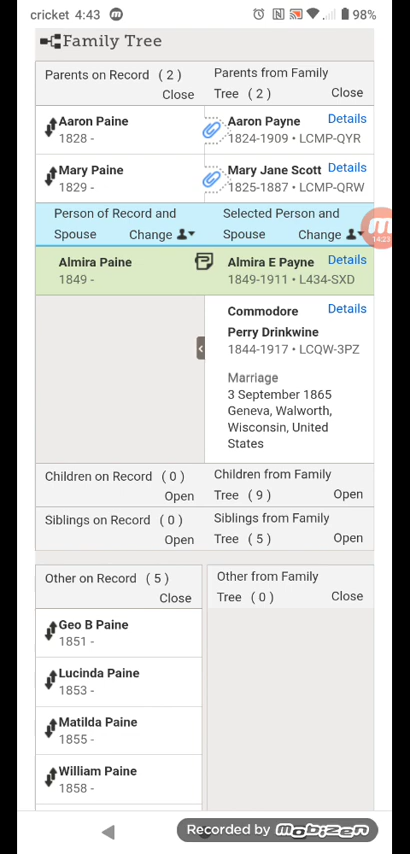 cricket 4:43 98%
Family Tree
Parents on Record ( 2 )
Close
Parents from Family
Tree ( 2 ) Close
Aaron Paine
1828 -
Aaron Payne Details
1824-1909 • LCMP-QYR
Mary Paine
1829 -
Mary Jane Scott Details
1825-1887 • LCMP-QRW
Person of Record and
Spouse Change
Selected Person and
Spouse Change
14:23
Almira Paine
1849 -
Almira E Payne Details
1849-1911 • L434-SXD
Commodore Details
Perry Drinkwine
1844-1917 • LCQW-3PZ
Marriage
3 September 1865
Geneva, Walworth,
Wisconsin, United
States
Children on Record ( 0 )
Open
Children from Family
Tree ( 9 ) Open
Siblings on Record ( 0 )
Open
Siblings from Family
Tree ( 5 ) Open
Other on Record ( 5 )
Close
Other from Family
Tree ( 0 ) Close
Geo B Paine
1851 -
Lucinda Paine
1853 -
Matilda Paine
1855 -
William Paine
1858 -
Recorded by mobizen